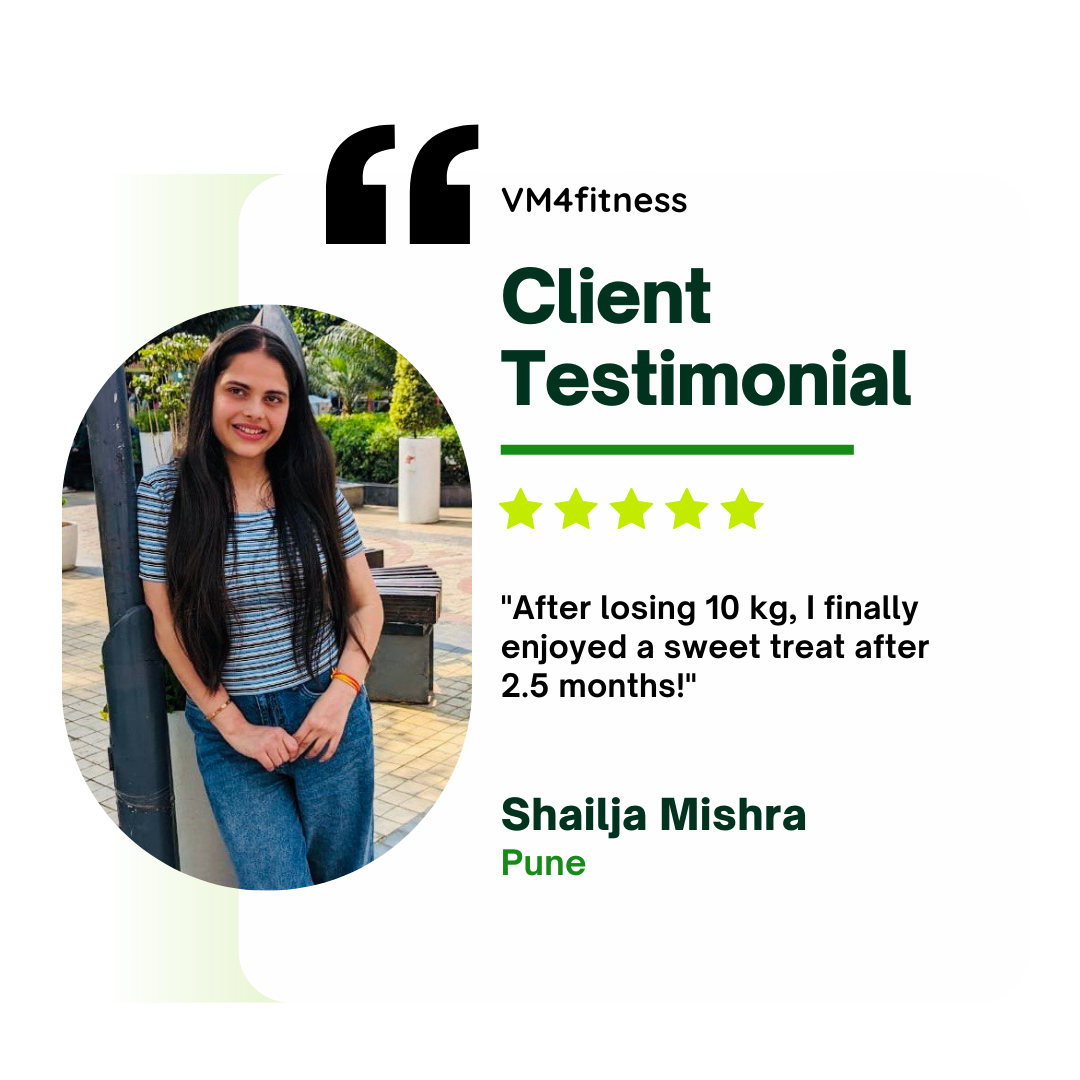 VM4fitness
Client
Testimonial
"After losing 10 kg, I finally
enjoyed a sweet treat after
2.5 months!"
Shailja Mishra
Pune